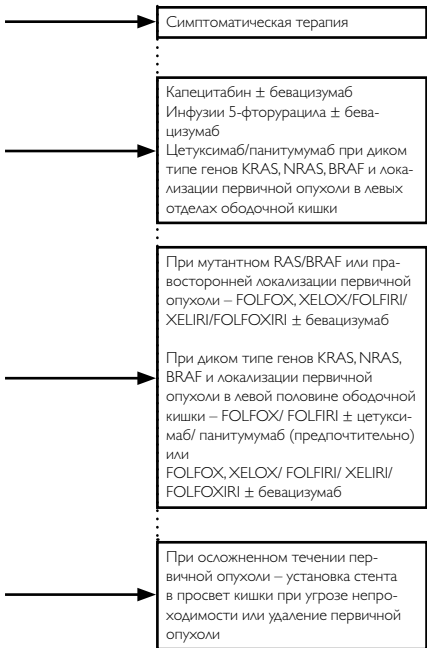 Симптоматическая терапия
Капецитабин ± бевацизумаб
Инфузии 5-фторурацила ± бева-
цизумаб
Цетуксимаб/панитумумаб при диком
типе генов KRAS, NRAS, BRAF и лока-
лизации первичной опухоли в левых
отделах ободочной кишки
При мутантном RAS/BRAF или пра-
восторонней локализации первичной
опухоли – FOLFOX, XELOX/FOLFIRI/
XELIRI/FOLFOXIRI ± бевацизумаб
При диком типе генов KRAS, NRAS,
BRAF и локализации первичной
опухоли в левой половине ободочной
кишки – FOLFOX/ FOLFIRI ± цетукси-
маб/ панитумумаб (предпочтительно)
или
FOLFOX, XELOX/ FOLFIRI/ XELIRI/
FOLFOXIRI ± бевацизумаб
При осложненном течении пер-
вичной опухоли – установка стента
в просвет кишки при угрозе непро-
ходимости или удаление первичной
опухоли